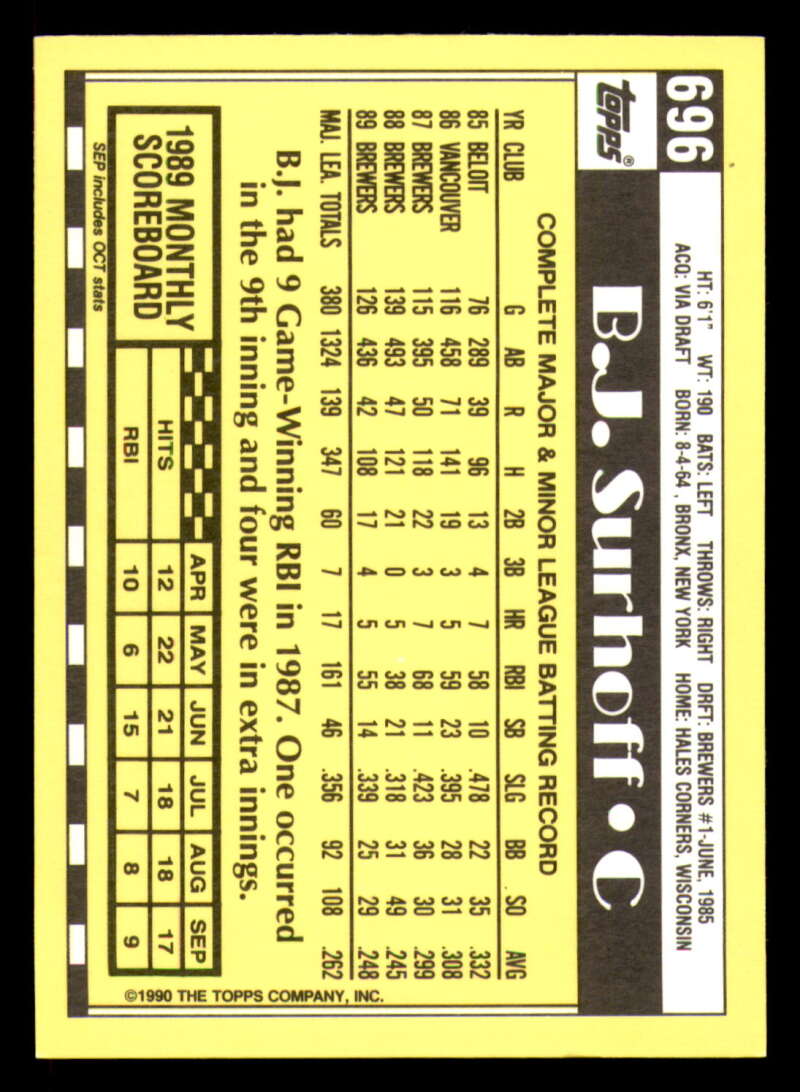 696
HT: 6'1" WT: 190 BATS: LEFT THROWS: RIGHT DRFT: BREWERS #1-JUNE, 1985
ACQ: VIA DRAFT BORN: 8-4-64, BRONX, NEW YORK HOME: HALES CORNERS, WISCONSIN
topps®
B.J. Surhoff • C
COMPLETE MAJOR & MINOR LEAGUE BATTING RECORD
YR CLUB G AB R H 2B 3B HR RBI SB SLG BB SO AVG
85 BELOIT 76 289 39 96 13 4 7 58 10 .478 22 35 .332
86 VANCOUVER 116 458 71 141 19 3 5 59 23 .395 28 31 .308
87 BREWERS 115 395 50 118 22 3 7 68 11 .423 36 30 .299
88 BREWERS 139 493 47 121 21 0 5 38 21 .318 31 49 .245
89 BREWERS 126 436 42 108 17 4 5 55 14 .339 25 29 .248
MAJ. LEA. TOTALS 380 1324 139 347 60 7 17 161 46 .356 92 108 .262
B.J. had 9 Game-Winning RBI in 1987. One occurred
in the 9th inning and four were in extra innings.
1989 MONTHLY
SCOREBOARD
APR MAY JUN JUL AUG SEP
HITS 12 22 21 18 18 17
RBI 10 6 15 7 8 9
SEP includes OCT stats
©1990 THE TOPPS COMPANY, INC.